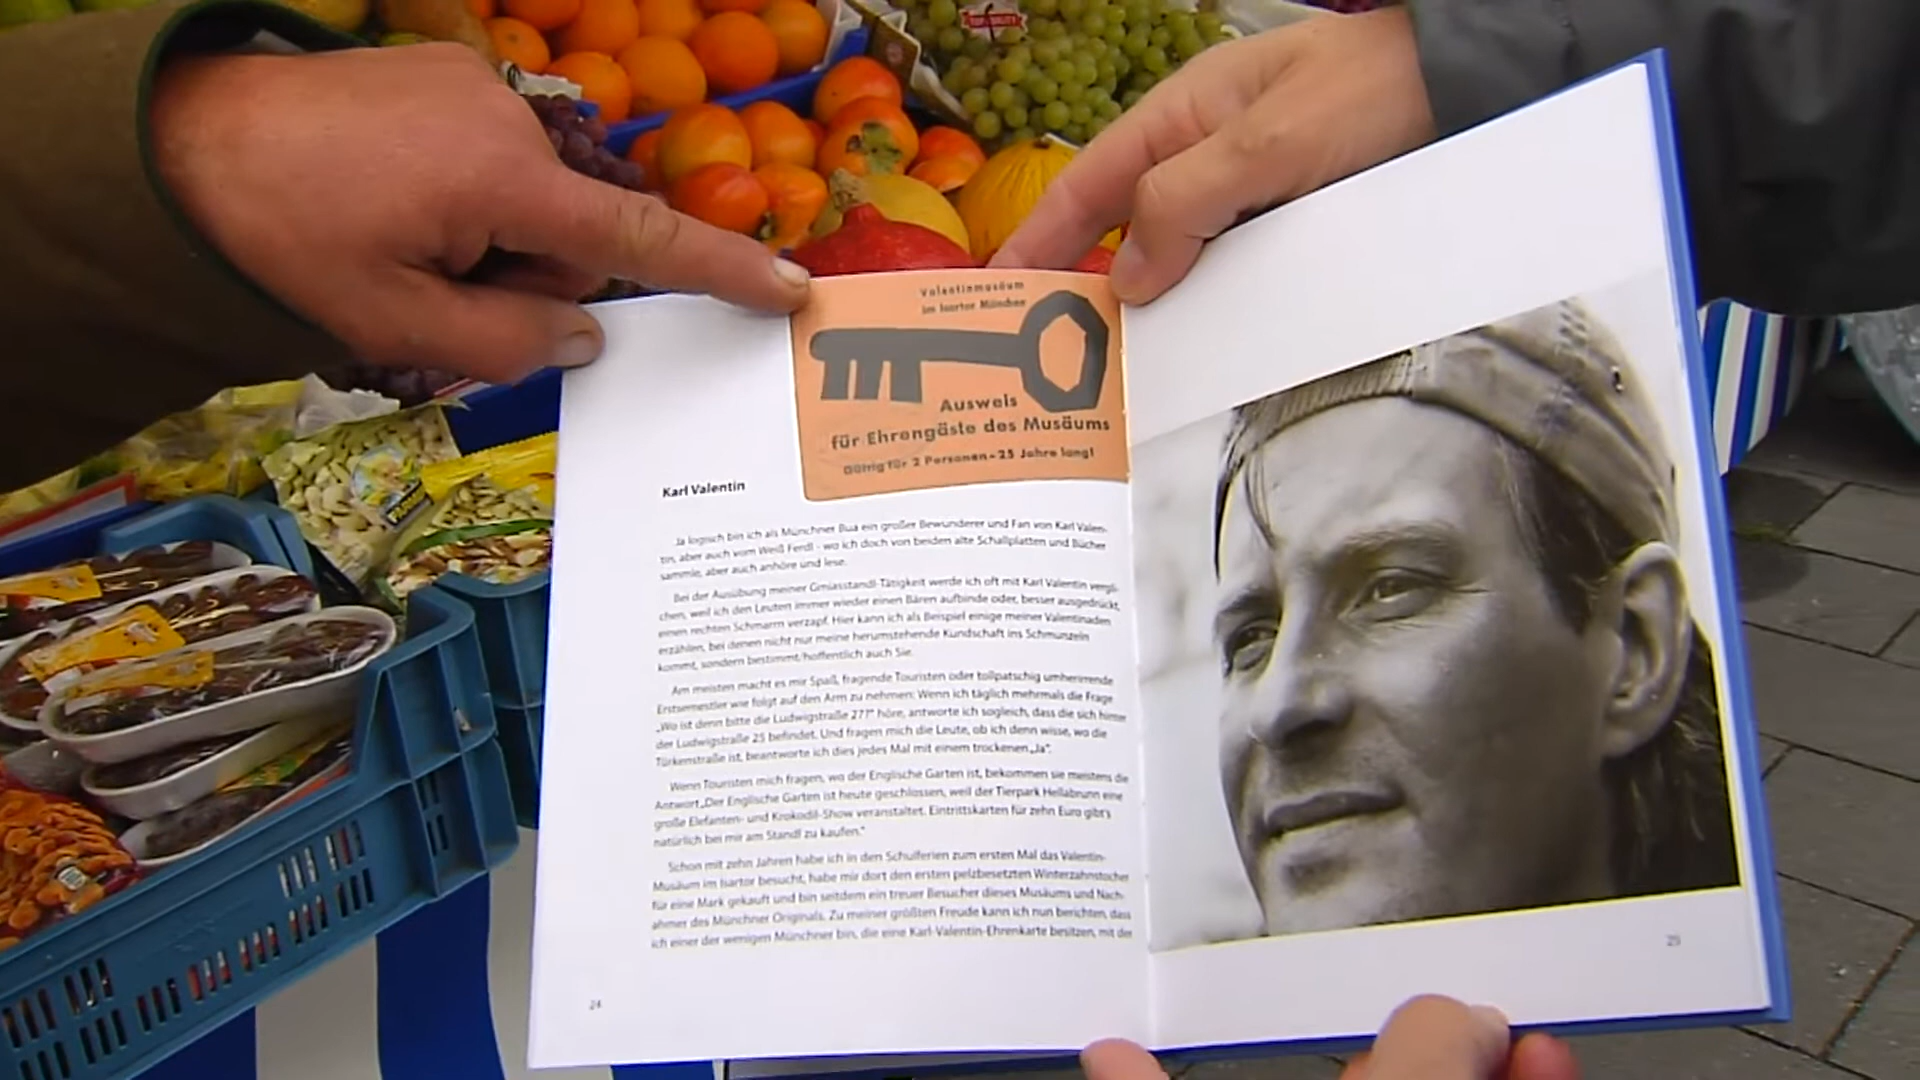 TOP QUALITY
Valentinmusäum
im Isartor München
Ausweis
für Ehrengäste des Musäums
Gültig für 2 Personen-25 Jahre lang!
Karl Valentin
Ja logisch bin ich als Münchner Bua ein großer Bewunderer und Fan von Karl Valen-
tin, aber auch vom Weiß Ferdl - wo ich doch von beiden alte Schallplatten und Bücher
sammle, aber auch anhöre und lese.
Bei der Ausübung meiner Gmiasstandl-Tätigkeit werde ich oft mit Karl Valentin vergli-
chen, weil ich den Leuten immer wieder einen Bären aufbinde oder, besser ausgedrückt,
einen rechten Schmarrn verzapf. Hier kann ich als Beispiel einige meiner Valentinaden
erzählen, bei denen nicht nur meine herumstehende Kundschaft ins Schmunzeln
kommt, sondern bestimmt/hoffentlich auch Sie.
Am meisten macht es mir Spaß, fragende Touristen oder tollpatschig umherirrende
Erstsemestler wie folgt auf den Arm zu nehmen: Wenn ich täglich mehrmals die Frage
„Wo ist denn bitte die Ludwigstraße 27?" höre, antworte ich sogleich, dass die sich hinter
der Ludwigstraße 25 befindet. Und fragen mich die Leute, ob ich denn wisse, wo die
Türkenstraße ist, beantworte ich dies jedes Mal mit einem trockenen „Ja".
Wenn Touristen mich fragen, wo der Englische Garten ist, bekommen sie meistens die
Antwort „Der Englische Garten ist heute geschlossen, weil der Tierpark Hellabrunn eine
große Elefanten- und Krokodil-Show veranstaltet. Eintrittskarten für zehn Euro gibt's
natürlich bei mir am Standl zu kaufen."
Schon mit zehn Jahren habe ich in den Schulferien zum ersten Mal das Valentin-
Musäum im Isartor besucht, habe mir dort den ersten pelzbesetzten Winterzahnstocher
für eine Mark gekauft und bin seitdem ein treuer Besucher dieses Musäums und Nach-
ahmer des Münchner Originals. Zu meiner größten Freude kann ich nun berichten, dass
ich einer der wenigen Münchner bin, die eine Karl-Valentin-Ehrenkarte besitzen, mit der
24
25